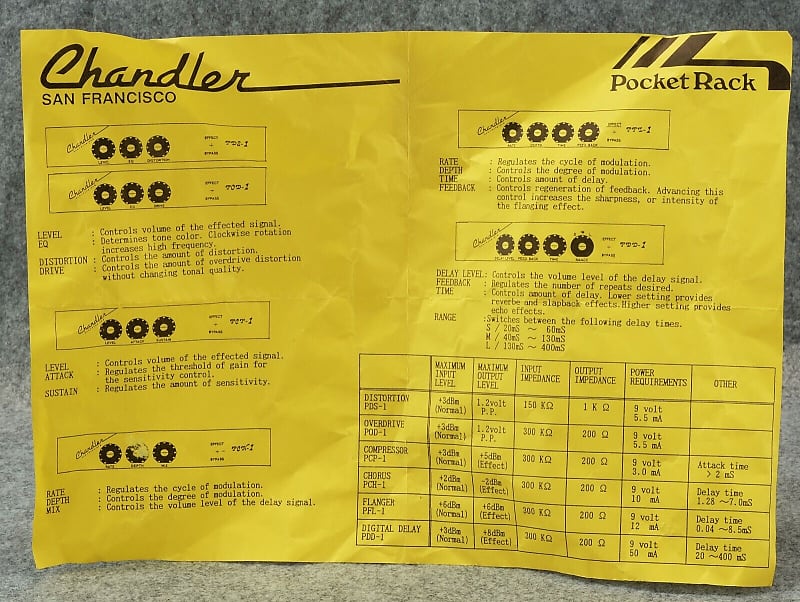 Chandler
SAN FRANCISCO
Chandler
LEVEL EQ DISTORTION
EFFECT
BYPASS
Chandler
LEVEL EQ DRIVE
EFFECT
BYPASS
LEVEL : Controls volume of the effected signal.
EQ : Determines tone color. Clockwise rotation
increases high frequency.
DISTORTION : Controls the amount of distortion.
DRIVE : Controls the amount of overdrive distortion
without changing tonal quality.
Chandler
LEVEL ATTACK SUSTAIN
EFFECT
BYPASS
LEVEL : Controls volume of the effected signal.
ATTACK : Regulates the threshold of gain for
the sensitivity control.
SUSTAIN : Regulates the amount of sensitivity.
Chandler
RATE DEPTH MIX
EFFECT
BYPASS
RATE : Regulates the cycle of modulation.
DEPTH : Controls the degree of modulation.
MIX : Controls the volume level of the delay signal.
Pocket Rack
Chandler
RATE DEPTH TIME FEED BACK
EFFECT
BYPASS
RATE : Regulates the cycle of modulation.
DEPTH : Controls the degree of modulation.
TIME : Controls amount of delay.
FEEDBACK : Controls regeneration of feedback. Advancing this
control increases the sharpness, or intensity of
the flanging effect.
Chandler
DELAY LEVEL FEED BACK TIME RANGE
EFFECT
BYPASS
DELAY LEVEL: Controls the volume level of the delay signal.
FEEDBACK : Regulates the number of repeats desired.
TIME : Controls amount of delay. Lower setting provides
reverbe and slapback effects.Higher setting provides
echo effects.
RANGE :Switches between the following delay times.
S / 20mS ～ 60mS
M / 40mS ～ 130mS
L / 130mS ～ 400mS
MAXIMUM INPUT LEVEL MAXIMUM OUTPUT LEVEL INPUT IMPEDANCE OUTPUT IMPEDANCE POWER REQUIREMENTS OTHER
DISTORTION PDS-1 +3dBm (Normal) 1.2volt P.P. 150 KΩ 1 K Ω 9 volt 5.5 mA
OVERDRIVE POD-1 +3dBm (Normal) 1.2volt P.P. 300 KΩ 200 Ω 9 volt 5.5 mA
COMPRESSOR PCP-1 +3dBm (Normal) +5dBm (Effect) 300 KΩ 200 Ω 9 volt 3.0 mA Attack time > 2 mS
CHORUS PCH-1 +2dBm (Normal) -2dBm (Effect) 300 KΩ 200 Ω 9 volt 10 mA Delay time 1.28 ～7.0mS
FLANGER PFL-1 +6dBm (Normal) +6dBm (Effect) 300 KΩ 200 Ω 9 volt 12 mA Delay time 0.04 ～8.5mS
DIGITAL DELAY PDD-1 +3dBm (Normal) +8dBm (Effect) 300 KΩ 200 Ω 9 volt 50 mA Delay time 20 ～400 mS